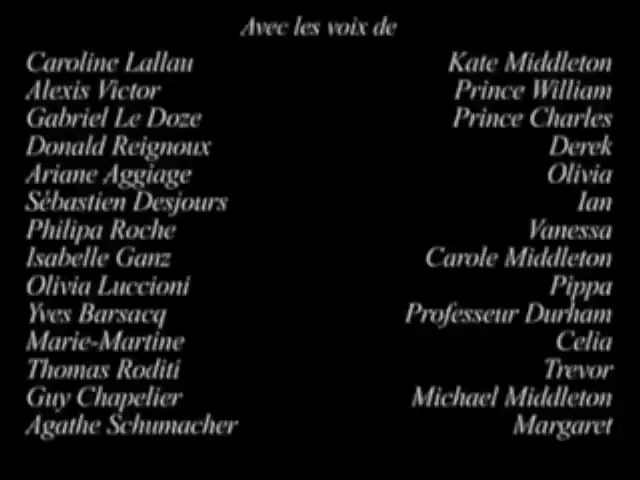 Avec les voix de
Caroline Lallau Kate Middleton
Alexis Victor Prince William
Gabriel Le Doze Prince Charles
Donald Reignoux Derek
Ariane Aggiage Olivia
Sébastien Desjours Ian
Philipa Roche Vanessa
Isabelle Ganz Carole Middleton
Olivia Luccioni Pippa
Yves Barsacq Professeur Durham
Marie-Martine Celia
Thomas Roditi Trevor
Guy Chapelier Michael Middleton
Agathe Schumacher Margaret